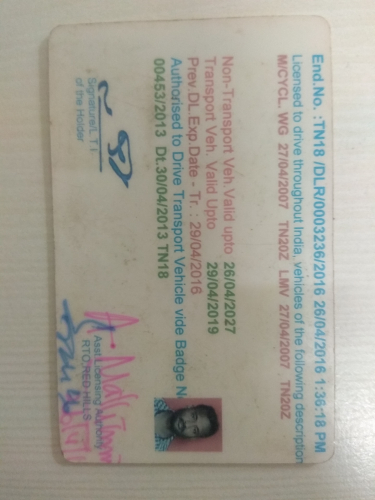 End.No. :TN18 /DLR/0003236/2016 26/04/2016 1:36:18 PM
Licensed to drive throughout India, vehicles of the following description
M/CYCL. WG 27/04/2007 TN20Z LMV 27/04/2007 TN20Z
Non-Transport Veh.Valid upto 26/04/2027
Transport Veh. Valid Upto 29/04/2019
Prev.DL.Exp.Date - Tr. : 29/04/2016
Authorised to Drive Transport Vehicle vide Badge N
00453/2013 Dt.30/04/2013 TN18
Signature/L.T.I
of the Holder
Asst.Licensing Authority
RTO,RED HILLS